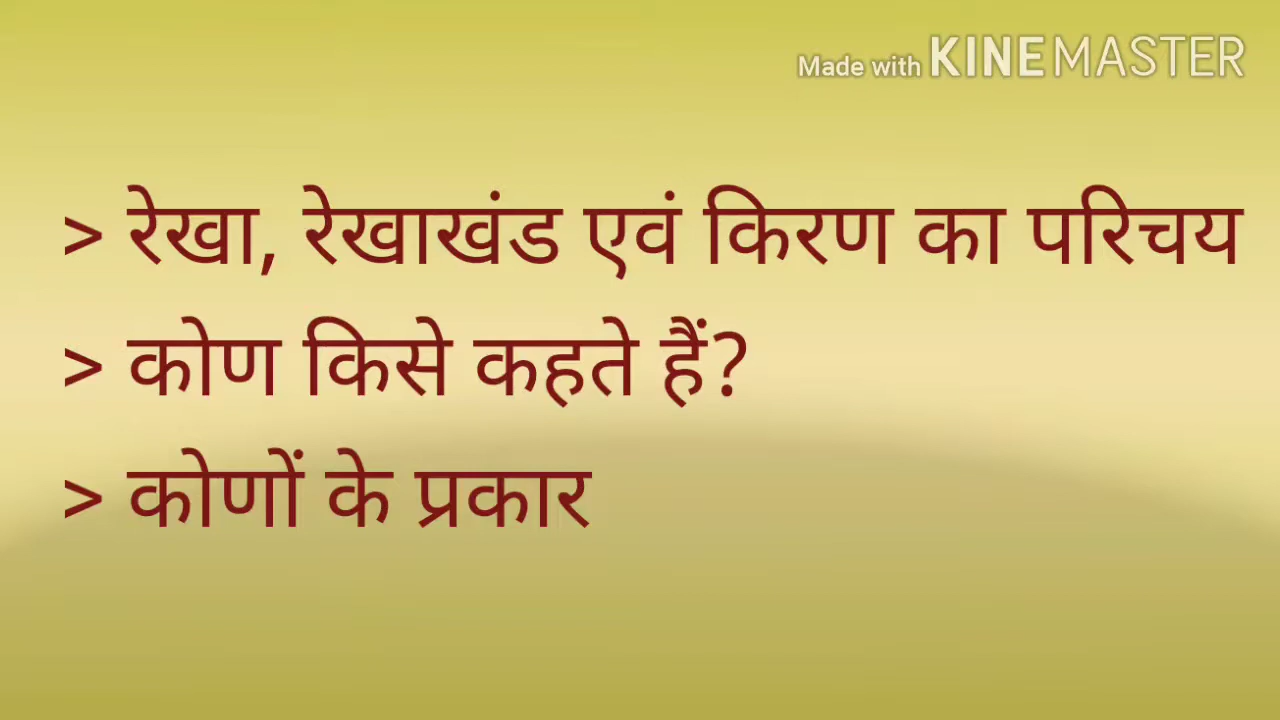 Made with KINEMASTER
> रेखा, रेखाखंड एवं किरण का परिचय
> कोण किसे कहते हैं?
> कोणों के प्रकार